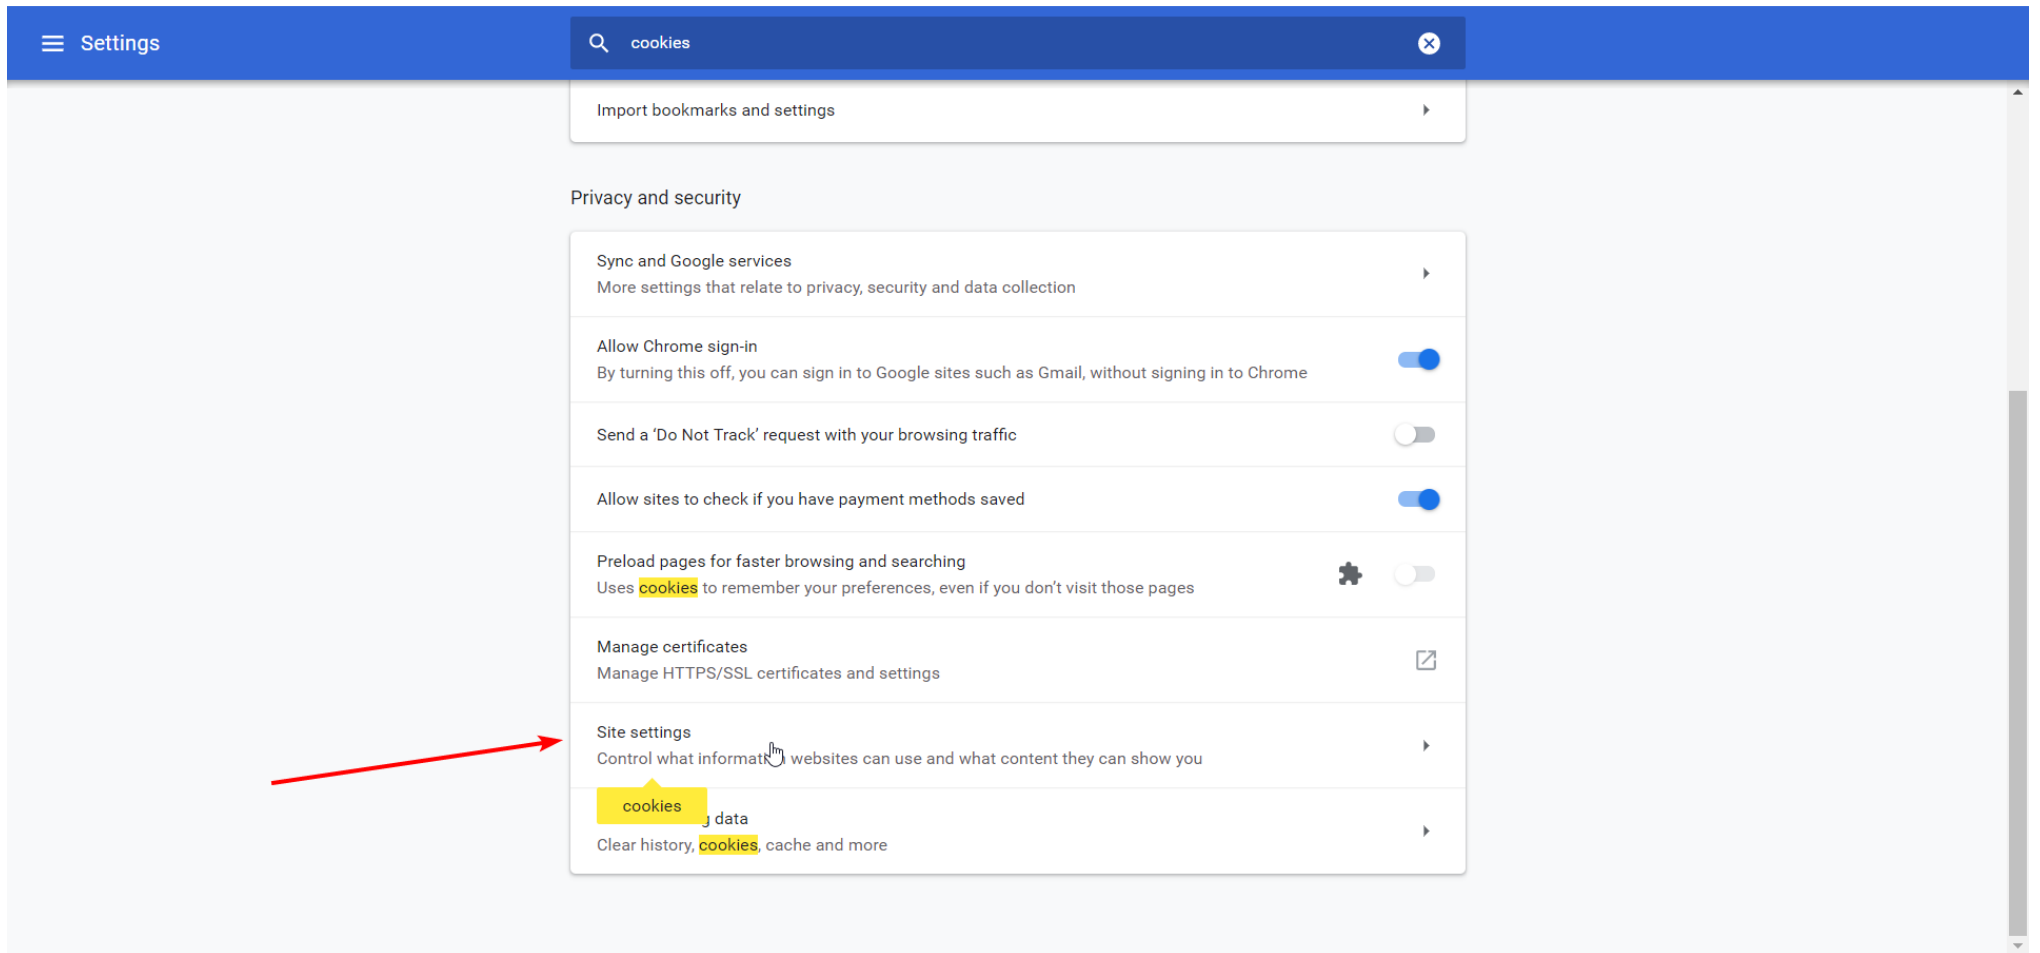 Settings
cookies
Import bookmarks and settings
Privacy and security
Sync and Google services
More settings that relate to privacy, security and data collection
Allow Chrome sign-in
By turning this off, you can sign in to Google sites such as Gmail, without signing in to Chrome
Send a ‘Do Not Track’ request with your browsing traffic
Allow sites to check if you have payment methods saved
Preload pages for faster browsing and searching
Uses cookies to remember your preferences, even if you don’t visit those pages
Manage certificates
Manage HTTPS/SSL certificates and settings
Site settings
Control what websites can use and what content they can show you
cookies
data
Clear history, cookies, cache and more